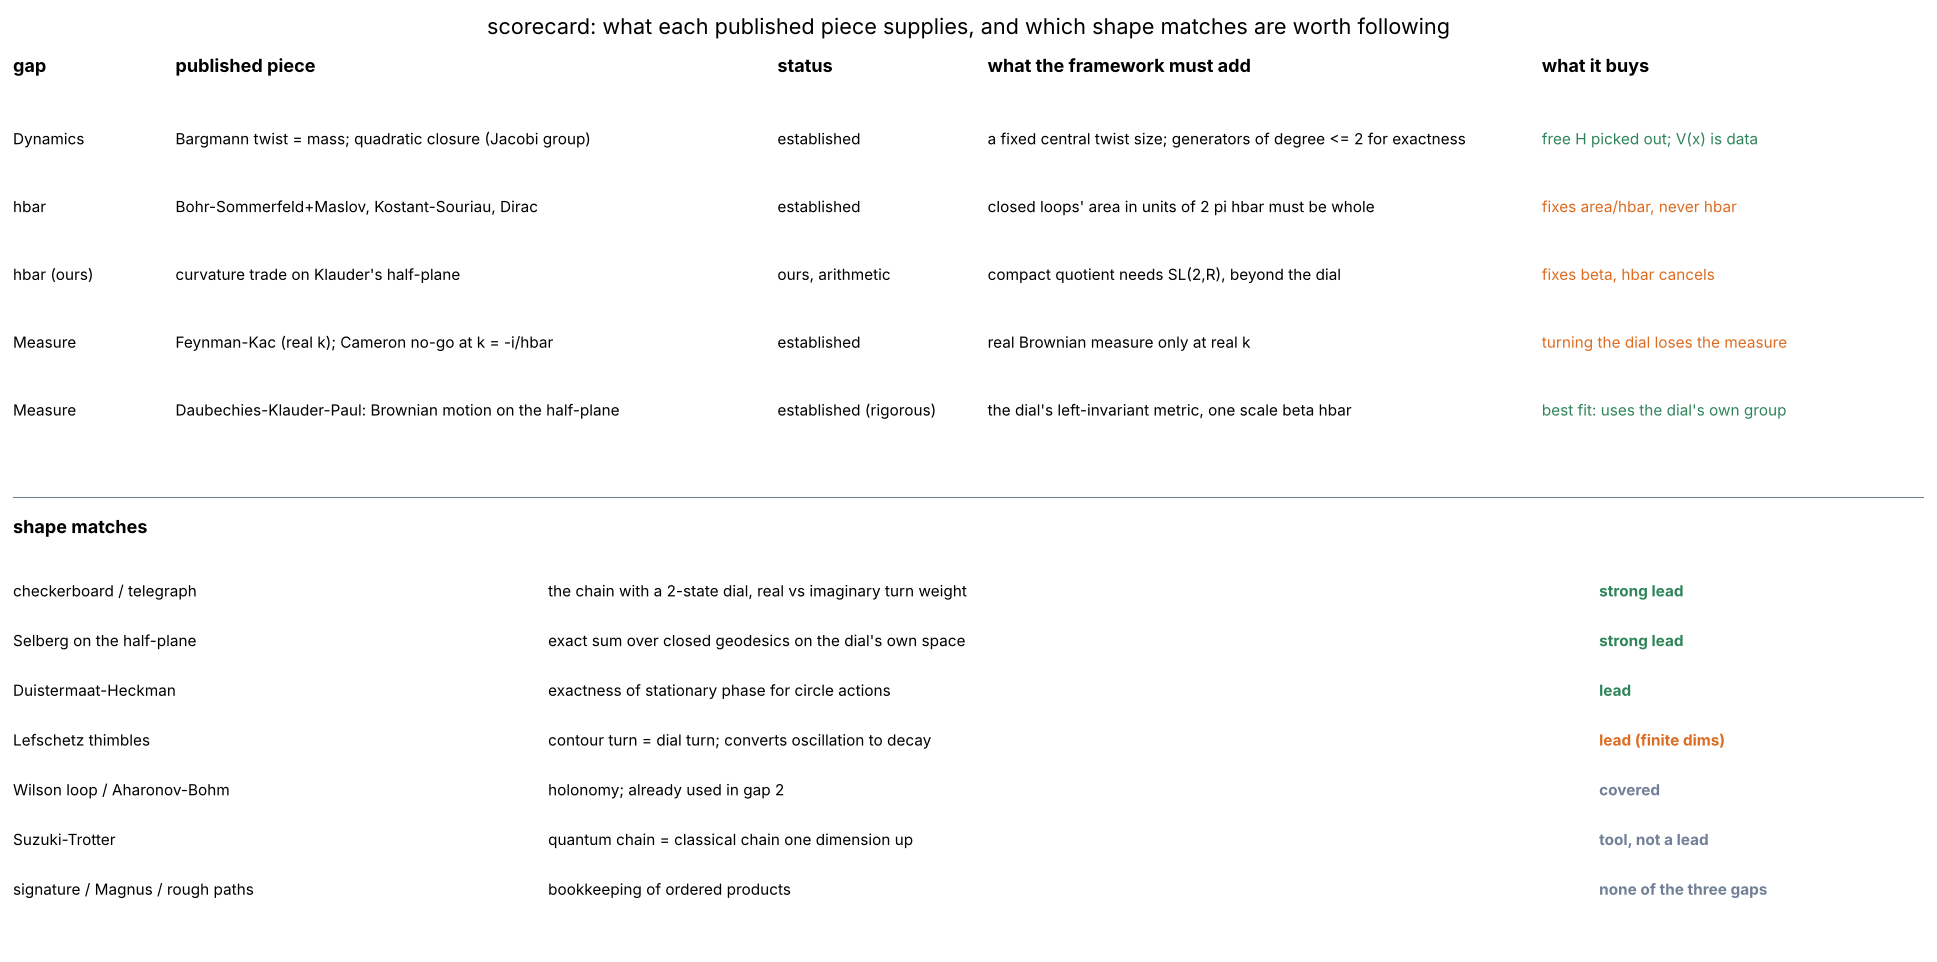 scorecard: what each published piece supplies, and which shape matches are worth following
gap published piece status what the framework must add what it buys
Dynamics Bargmann twist = mass; quadratic closure (Jacobi group) established a fixed central twist size; generators of degree <= 2 for exactness free H picked out; V(x) is data
hbar Bohr-Sommerfeld+Maslov, Kostant-Souriau, Dirac established closed loops' area in units of 2 pi hbar must be whole fixes area/hbar, never hbar
hbar (ours) curvature trade on Klauder's half-plane ours, arithmetic compact quotient needs SL(2,R), beyond the dial fixes beta, hbar cancels
Measure Feynman-Kac (real k); Cameron no-go at k = -i/hbar established real Brownian measure only at real k turning the dial loses the measure
Measure Daubechies-Klauder-Paul: Brownian motion on the half-plane established (rigorous) the dial's left-invariant metric, one scale beta hbar best fit: uses the dial's own group
shape matches
checkerboard / telegraph the chain with a 2-state dial, real vs imaginary turn weight strong lead
Selberg on the half-plane exact sum over closed geodesics on the dial's own space strong lead
Duistermaat-Heckman exactness of stationary phase for circle actions lead
Lefschetz thimbles contour turn = dial turn; converts oscillation to decay lead (finite dims)
Wilson loop / Aharonov-Bohm holonomy; already used in gap 2 covered
Suzuki-Trotter quantum chain = classical chain one dimension up tool, not a lead
signature / Magnus / rough paths bookkeeping of ordered products none of the three gaps